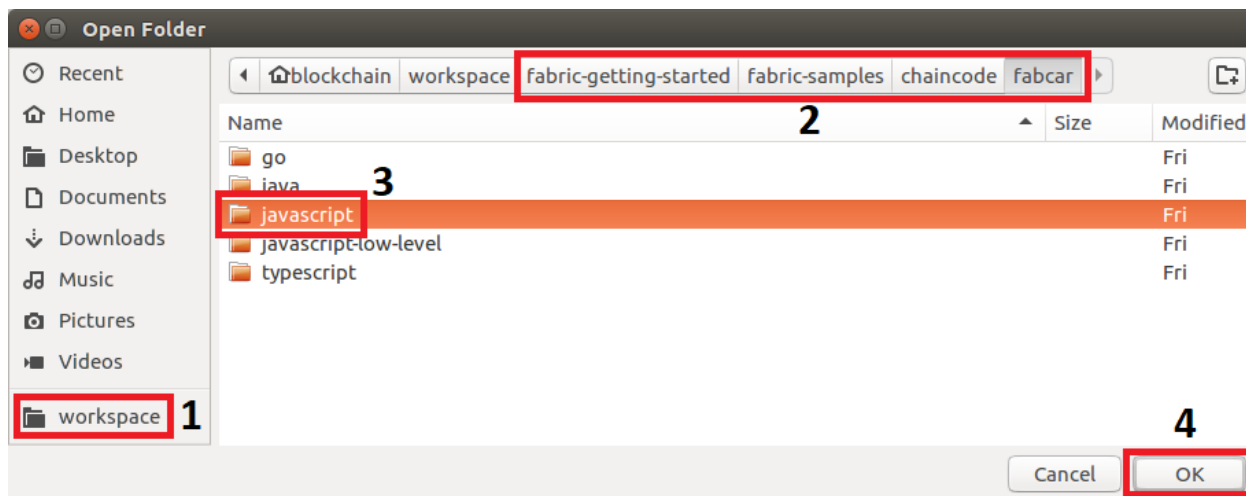 Open Folder
Recent
Home
Desktop
Documents
Downloads
Music
Pictures
Videos
workspace 1
blockchain workspace fabric-getting-started fabric-samples chaincode fabcar
2
Name Size Modified
go Fri
java Fri
3
javascript Fri
javascript-low-level Fri
typescript Fri
4
Cancel OK